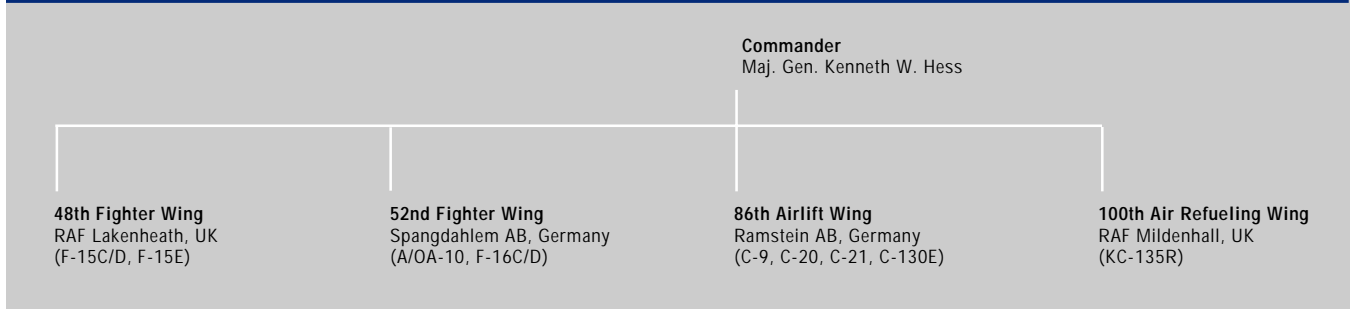 Commander
Maj. Gen. Kenneth W. Hess
48th Fighter Wing
RAF Lakenheath, UK
(F-15C/D, F-15E)
52nd Fighter Wing
Spangdahlem AB, Germany
(A/OA-10, F-16C/D)
86th Airlift Wing
Ramstein AB, Germany
(C-9, C-20, C-21, C-130E)
100th Air Refueling Wing
RAF Mildenhall, UK
(KC-135R)